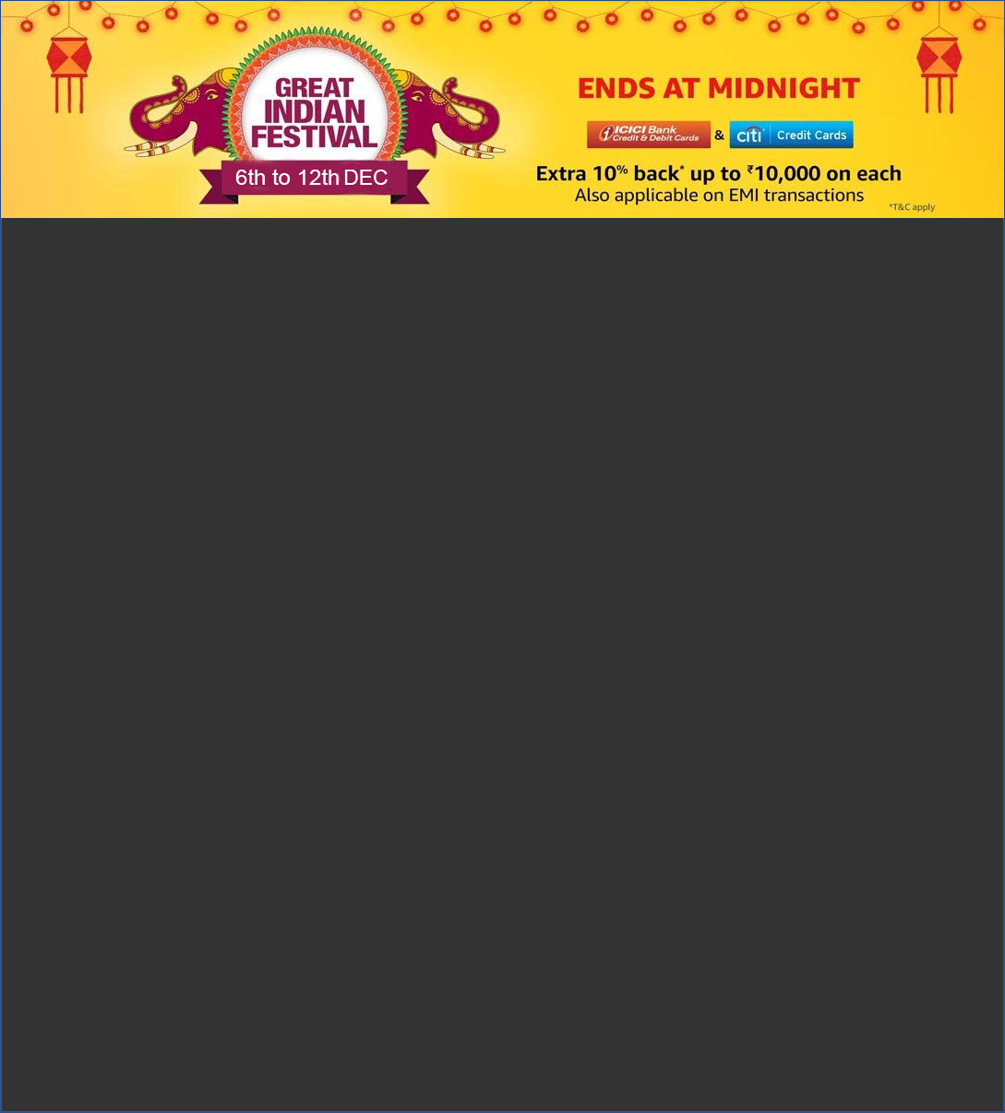 GREAT
INDIAN
FESTIVAL
6th to 12th DEC
ENDS AT MIDNIGHT
ICICI Bank
Credit & Debit Cards
&
citi Credit Cards
Extra 10% back* up to ₹10,000 on each
Also applicable on EMI transactions
*T&C apply